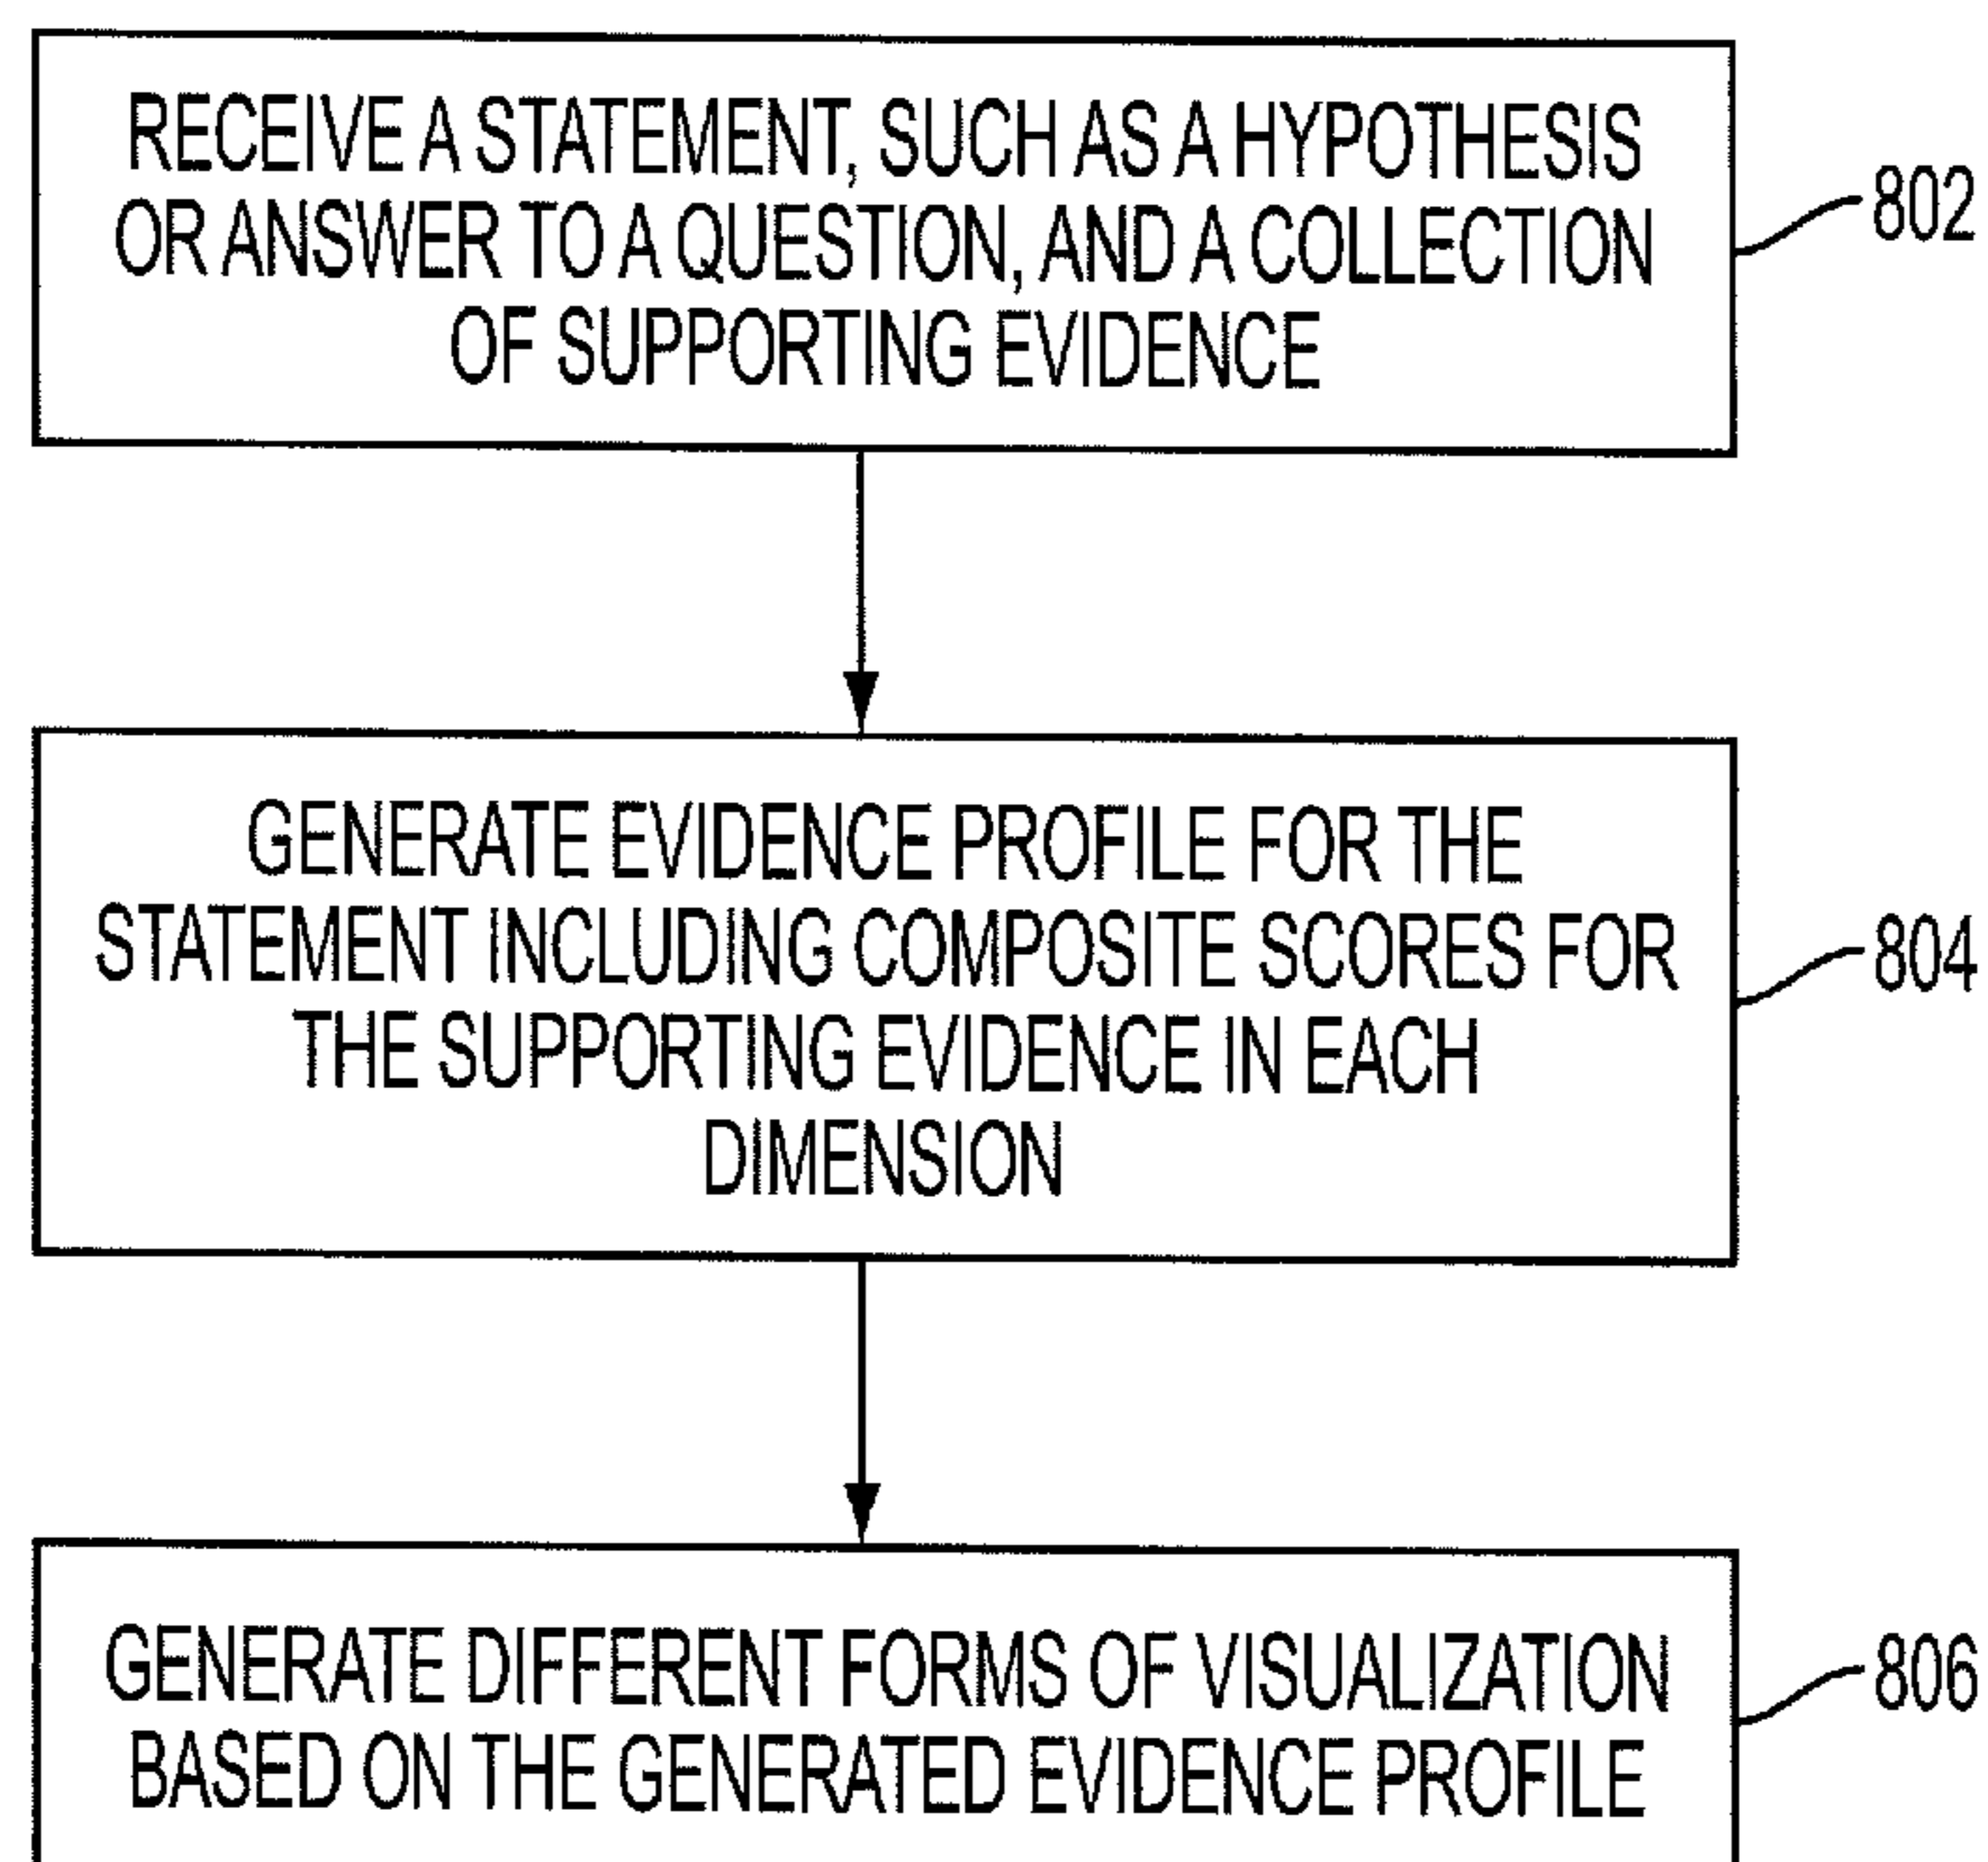 RECEIVE A STATEMENT, SUCH AS A HYPOTHESIS
OR ANSWER TO A QUESTION, AND A COLLECTION
OF SUPPORTING EVIDENCE
802
GENERATE EVIDENCE PROFILE FOR THE
STATEMENT INCLUDING COMPOSITE SCORES FOR
THE SUPPORTING EVIDENCE IN EACH
DIMENSION
804
GENERATE DIFFERENT FORMS OF VISUALIZATION
BASED ON THE GENERATED EVIDENCE PROFILE
806